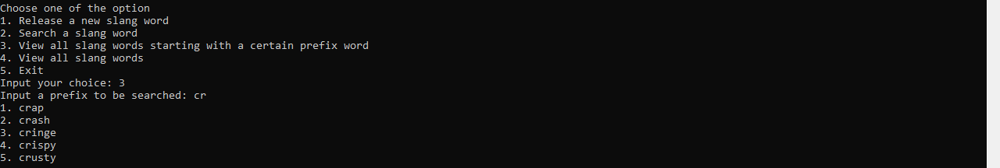 Choose one of the option
1. Release a new slang word
2. Search a slang word
3. View all slang words starting with a certain prefix word
4. View all slang words
5. Exit
Input your choice: 3
Input a prefix to be searched: cr
1. crap
2. crash
3. cringe
4. crispy
5. crusty